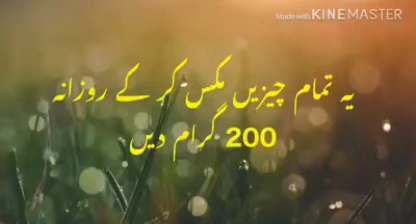 Made with KINEMASTER
یہ تمام چیزیں مکس کر کے روزانہ
200 گرام دیں